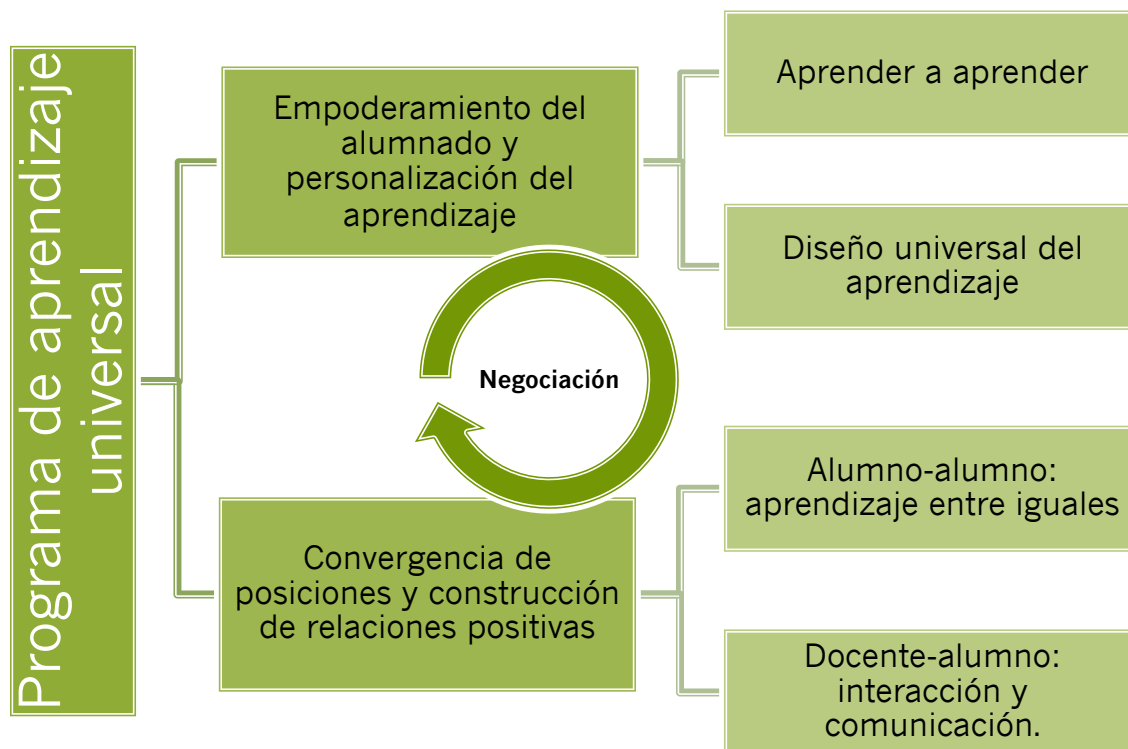 Programa de aprendizaje
universal
Empoderamiento del
alumnado y
personalización del
aprendizaje
Aprender a aprender
Diseño universal del
aprendizaje
Negociación
Convergencia de
posiciones y construcción
de relaciones positivas
Alumno-alumno:
aprendizaje entre iguales
Docente-alumno:
interacción y
comunicación.